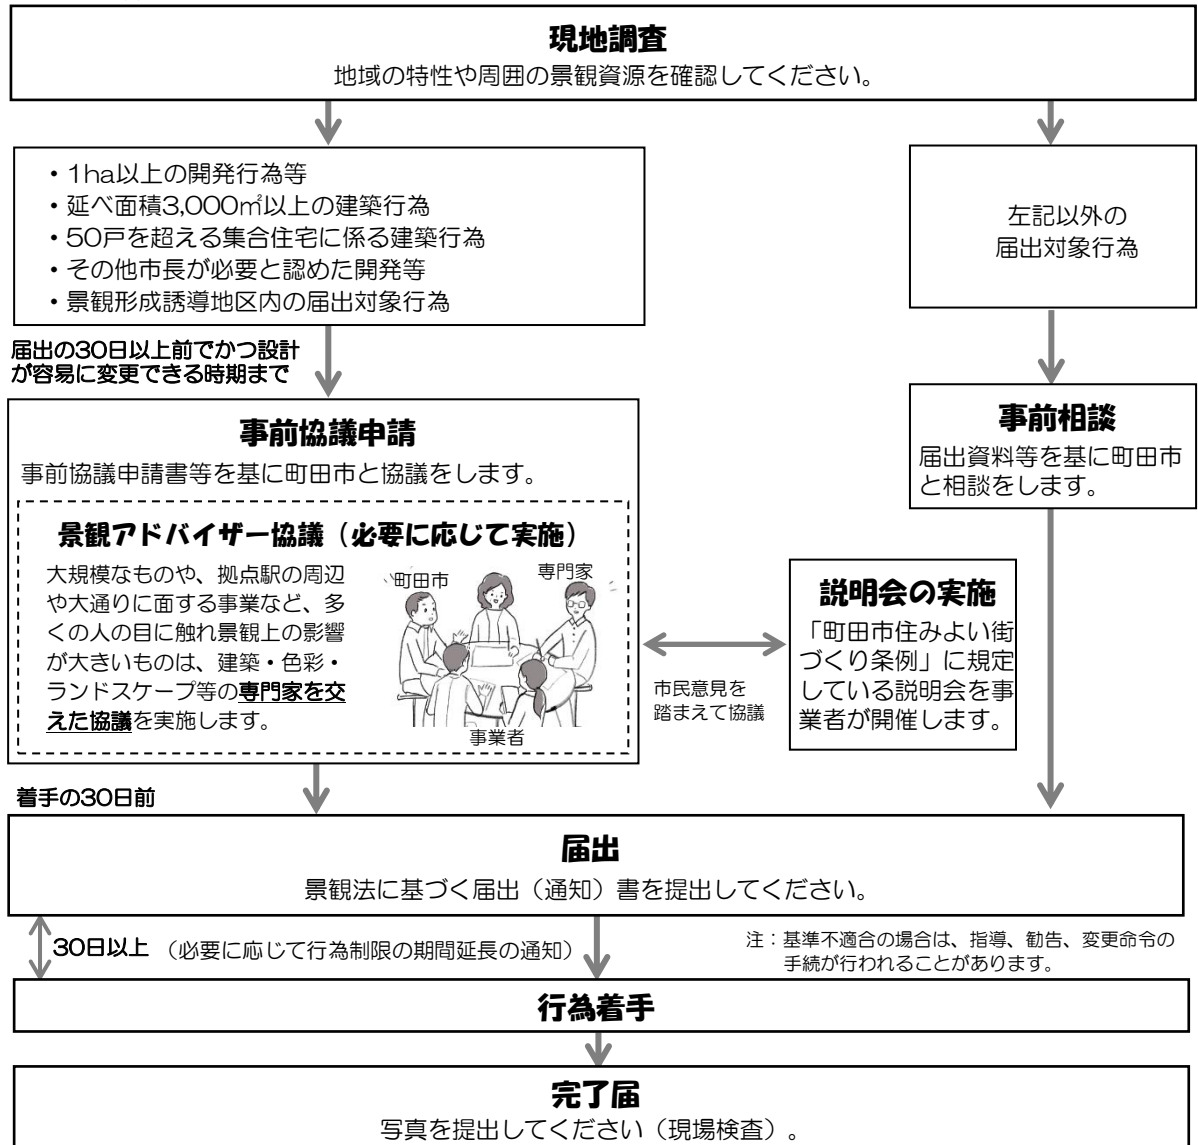 現地調査
地域の特性や周囲の景観資源を確認してください。
・1ha以上の開発行為等
・延べ面積3,000㎡以上の建築行為
・50戸を超える集合住宅に係る建築行為
・その他市長が必要と認めた開発等
・景観形成誘導地区内の届出対象行為
左記以外の
届出対象行為
届出の30日以上前でかつ設計
が容易に変更できる時期まで
事前協議申請
事前協議申請書等を基に町田市と協議をします。
景観アドバイザー協議（必要に応じて実施）
大規模なものや、拠点駅の周辺
や大通りに面する事業など、多
くの人の目に触れ景観上の影響
が大きいものは、建築・色彩・
ランドスケープ等の専門家を交
えた協議を実施します。
町田市
専門家
事業者
事前相談
届出資料等を基に町田市
と相談をします。
市民意見を
踏まえて協議
説明会の実施
「町田市住みよい街
づくり条例」に規定
している説明会を事
業者が開催します。
着手の30日前
届出
景観法に基づく届出（通知）書を提出してください。
30日以上（必要に応じて行為制限の期間延長の通知）
注：基準不適合の場合は、指導、勧告、変更命令の
手続が行われることがあります。
行為着手
完了届
写真を提出してください（現場検査）。